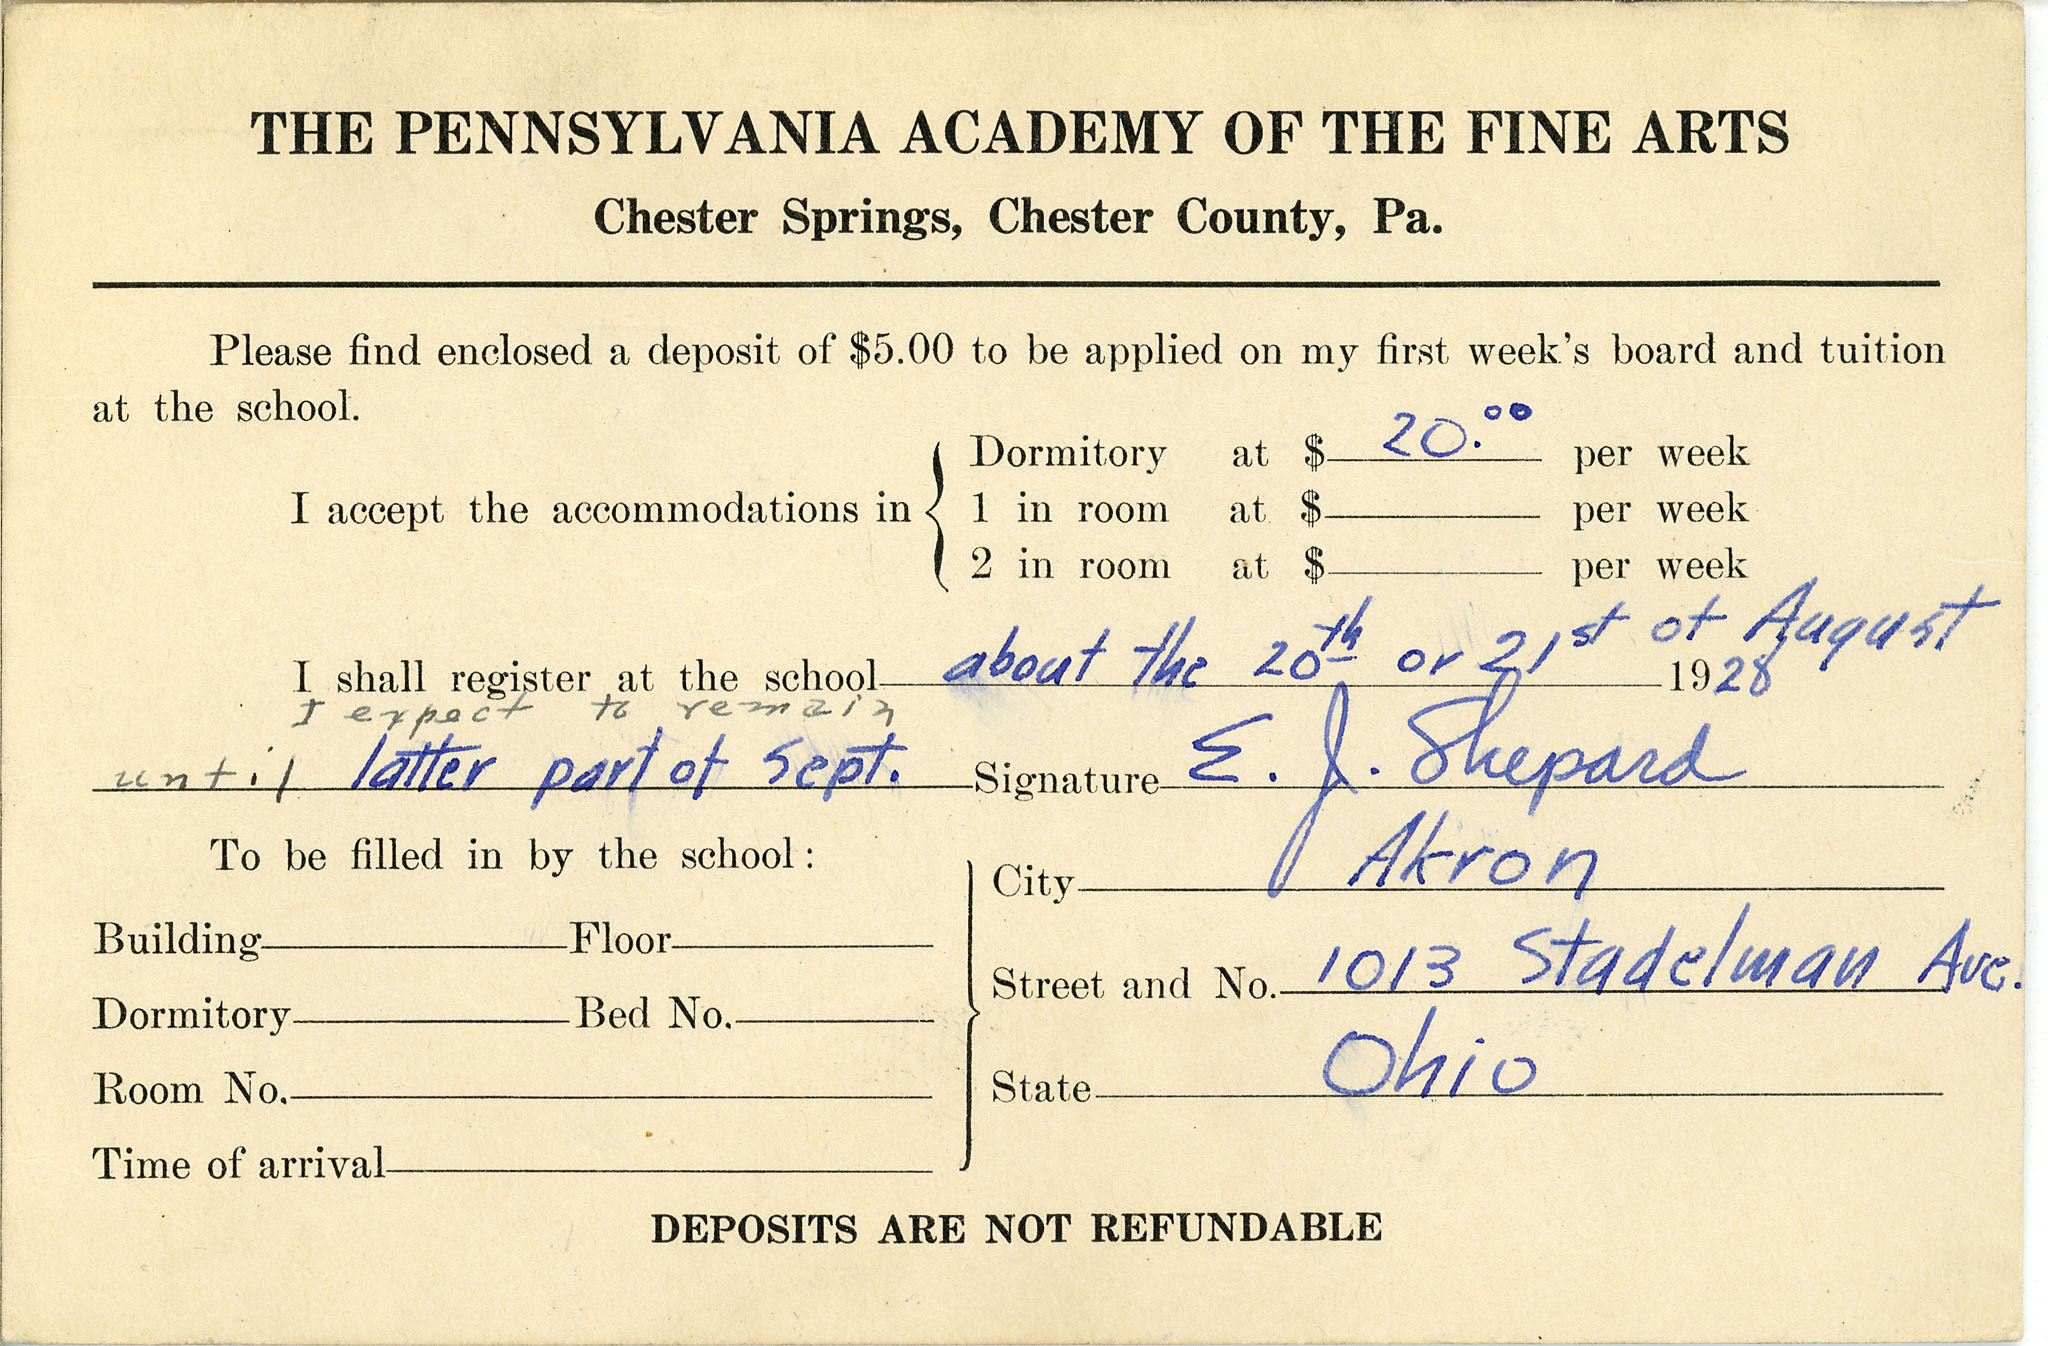 THE PENNSYLVANIA ACADEMY OF THE FINE ARTS
Chester Springs, Chester County, Pa.
Please find enclosed a deposit of $5.00 to be applied on my first week's board and tuition
at the school.
I accept the accommodations in
Dormitory at $ 20.00 per week
1 in room at $ per week
2 in room at $ per week
I shall register at the school about the 20th or 21st of August 1928
I expect to remain
until latter part of Sept.
Signature E. J. Shepard
To be filled in by the school:
City Akron
Building Floor
Street and No. 1013 Stadelman Ave.
Dormitory Bed No.
State Ohio
Room No.
Time of arrival
DEPOSITS ARE NOT REFUNDABLE